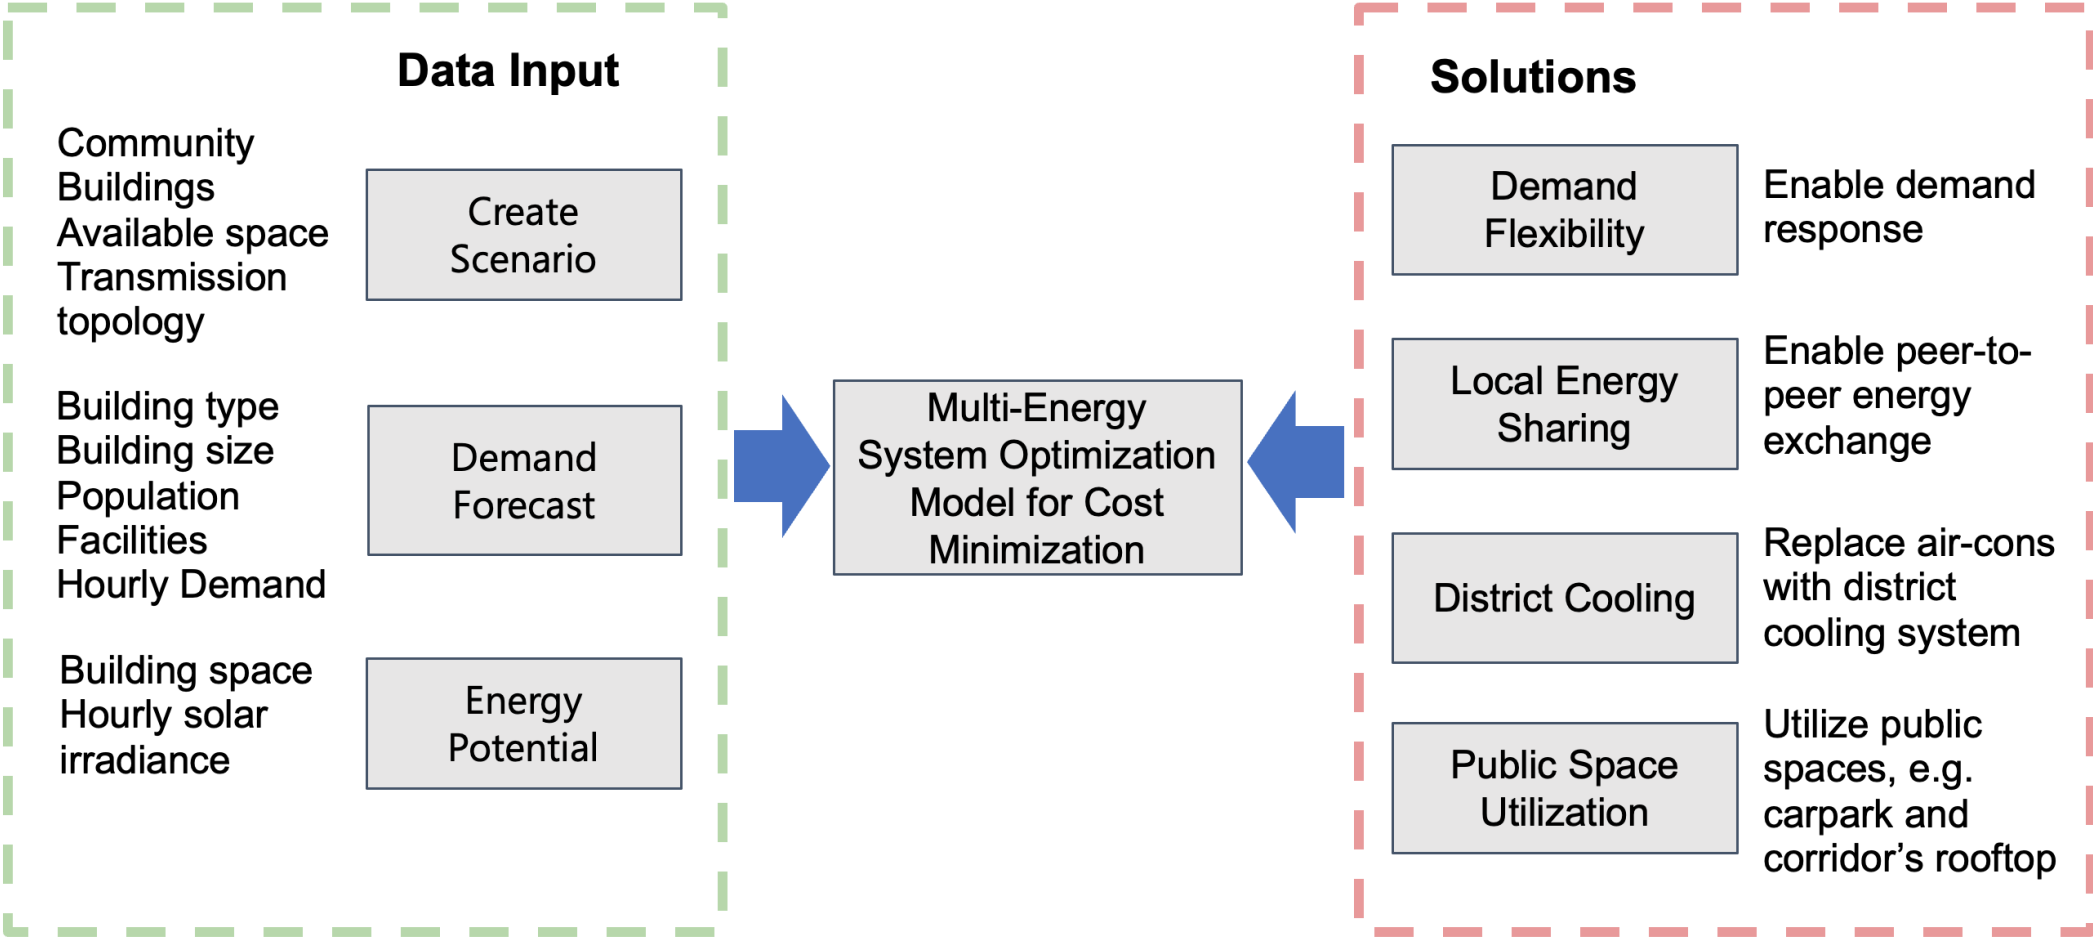 Data Input
Community
Buildings
Available space
Transmission
topology
Create
Scenario
Building type
Building size
Population
Facilities
Hourly Demand
Demand
Forecast
Building space
Hourly solar
irradiance
Energy
Potential
Multi-Energy
System Optimization
Model for Cost
Minimization
Solutions
Demand
Flexibility
Enable demand
response
Local Energy
Sharing
Enable peer-to-
peer energy
exchange
District Cooling
Replace air-cons
with district
cooling system
Public Space
Utilization
Utilize public
spaces, e.g.
carpark and
corridor’s rooftop